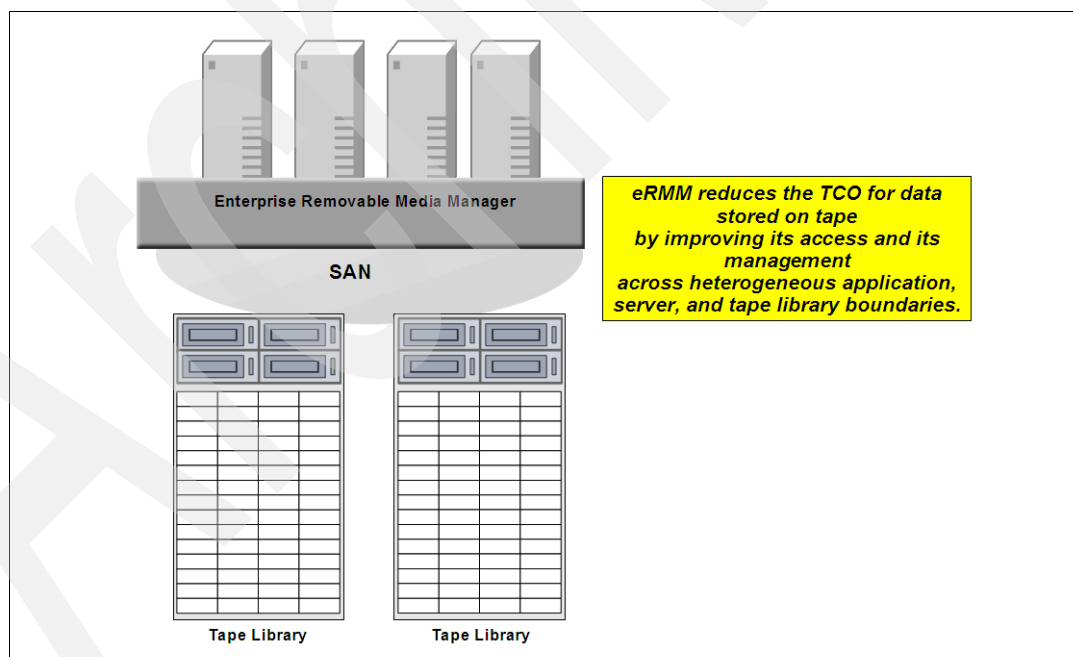 Enterprise Removable Media Manager
eRMM reduces the TCO for data
stored on tape
by improving its access and its
management
across heterogeneous application,
server, and tape library boundaries.
SAN
Tape Library
Tape Library